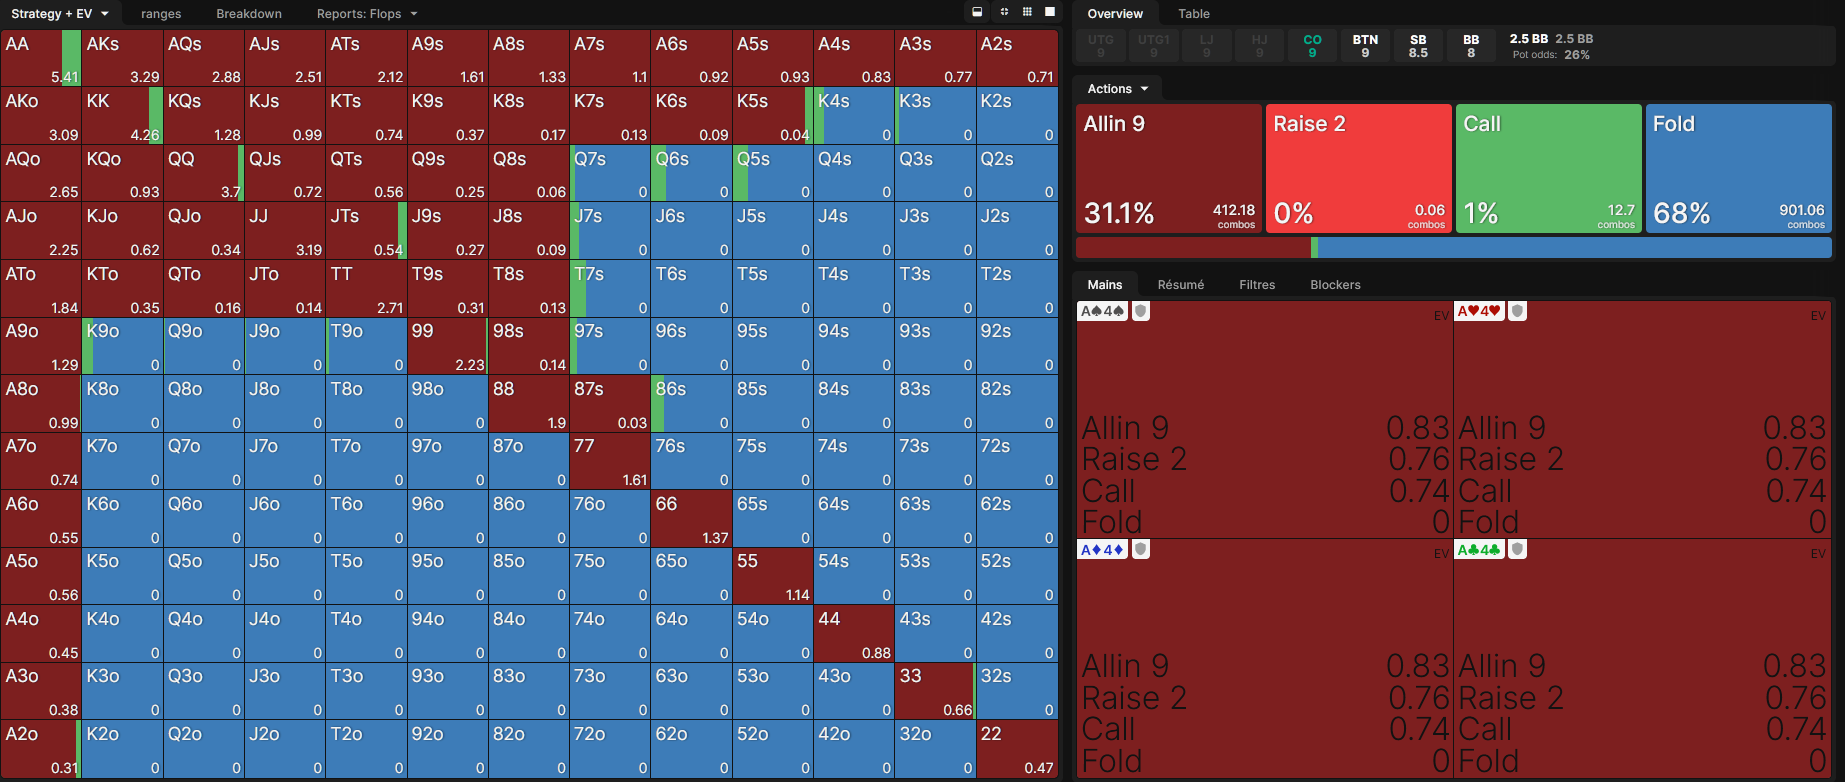 Strategy + EV ranges Breakdown Reports: Flops
AA AKs AQs AJs ATs A9s A8s A7s A6s A5s A4s A3s A2s
5.41 3.29 2.88 2.51 2.12 1.61 1.33 1.1 0.92 0.93 0.83 0.77 0.71
AKo KK KQs KJs KTs K9s K8s K7s K6s K5s K4s K3s K2s
3.09 4.26 1.28 0.99 0.74 0.37 0.17 0.13 0.09 0.04 0 0 0
AQo KQo QQ QJs QTs Q9s Q8s Q7s Q6s Q5s Q4s Q3s Q2s
2.65 0.93 3.7 0.72 0.56 0.25 0.06 0 0 0 0 0 0
AJo KJo QJo JJ JTs J9s J8s J7s J6s J5s J4s J3s J2s
2.25 0.62 0.34 3.19 0.54 0.27 0.09 0 0 0 0 0 0
ATo KTo QTo JTo TT T9s T8s T7s T6s T5s T4s T3s T2s
1.84 0.35 0.16 0.14 2.71 0.31 0.13 0 0 0 0 0 0
A9o K9o Q9o J9o T9o 99 98s 97s 96s 95s 94s 93s 92s
1.29 0 0 0 0 2.23 0.14 0 0 0 0 0 0
A8o K8o Q8o J8o T8o 98o 88 87s 86s 85s 84s 83s 82s
0.99 0 0 0 0 0 1.9 0.03 0 0 0 0 0
A7o K7o Q7o J7o T7o 97o 87o 77 76s 75s 74s 73s 72s
0.74 0 0 0 0 0 0 1.61 0 0 0 0 0
A6o K6o Q6o J6o T6o 96o 86o 76o 66 65s 64s 63s 62s
0.55 0 0 0 0 0 0 0 1.37 0 0 0 0
A5o K5o Q5o J5o T5o 95o 85o 75o 65o 55 54s 53s 52s
0.56 0 0 0 0 0 0 0 0 1.14 0 0 0
A4o K4o Q4o J4o T4o 94o 84o 74o 64o 54o 44 43s 42s
0.45 0 0 0 0 0 0 0 0 0 0.88 0 0
A3o K3o Q3o J3o T3o 93o 83o 73o 63o 53o 43o 33 32s
0.38 0 0 0 0 0 0 0 0 0 0 0.66 0
A2o K2o Q2o J2o T2o 92o 82o 72o 62o 52o 42o 32o 22
0.31 0 0 0 0 0 0 0 0 0 0 0 0.47
Overview Table
UTG UTG1 LJ HJ CO BTN SB BB 2.5 BB 2.5 BB
9 9 9 9 9 9 8.5 8 Pot odds: 26%
Actions
Allin 9 Raise 2 Call Fold
31.1% 412.18 0% 0.06 1% 12.7 68% 901.06
combos combos combos combos
Mains Résumé Filtres Blockers
A♠4♠ EV A♥4♥ EV
Allin 9 0.83 Allin 9 0.83
Raise 2 0.76 Raise 2 0.76
Call 0.74 Call 0.74
Fold 0 Fold 0
A♦4♦ EV A♣4♣ EV
Allin 9 0.83 Allin 9 0.83
Raise 2 0.76 Raise 2 0.76
Call 0.74 Call 0.74
Fold 0 Fold 0